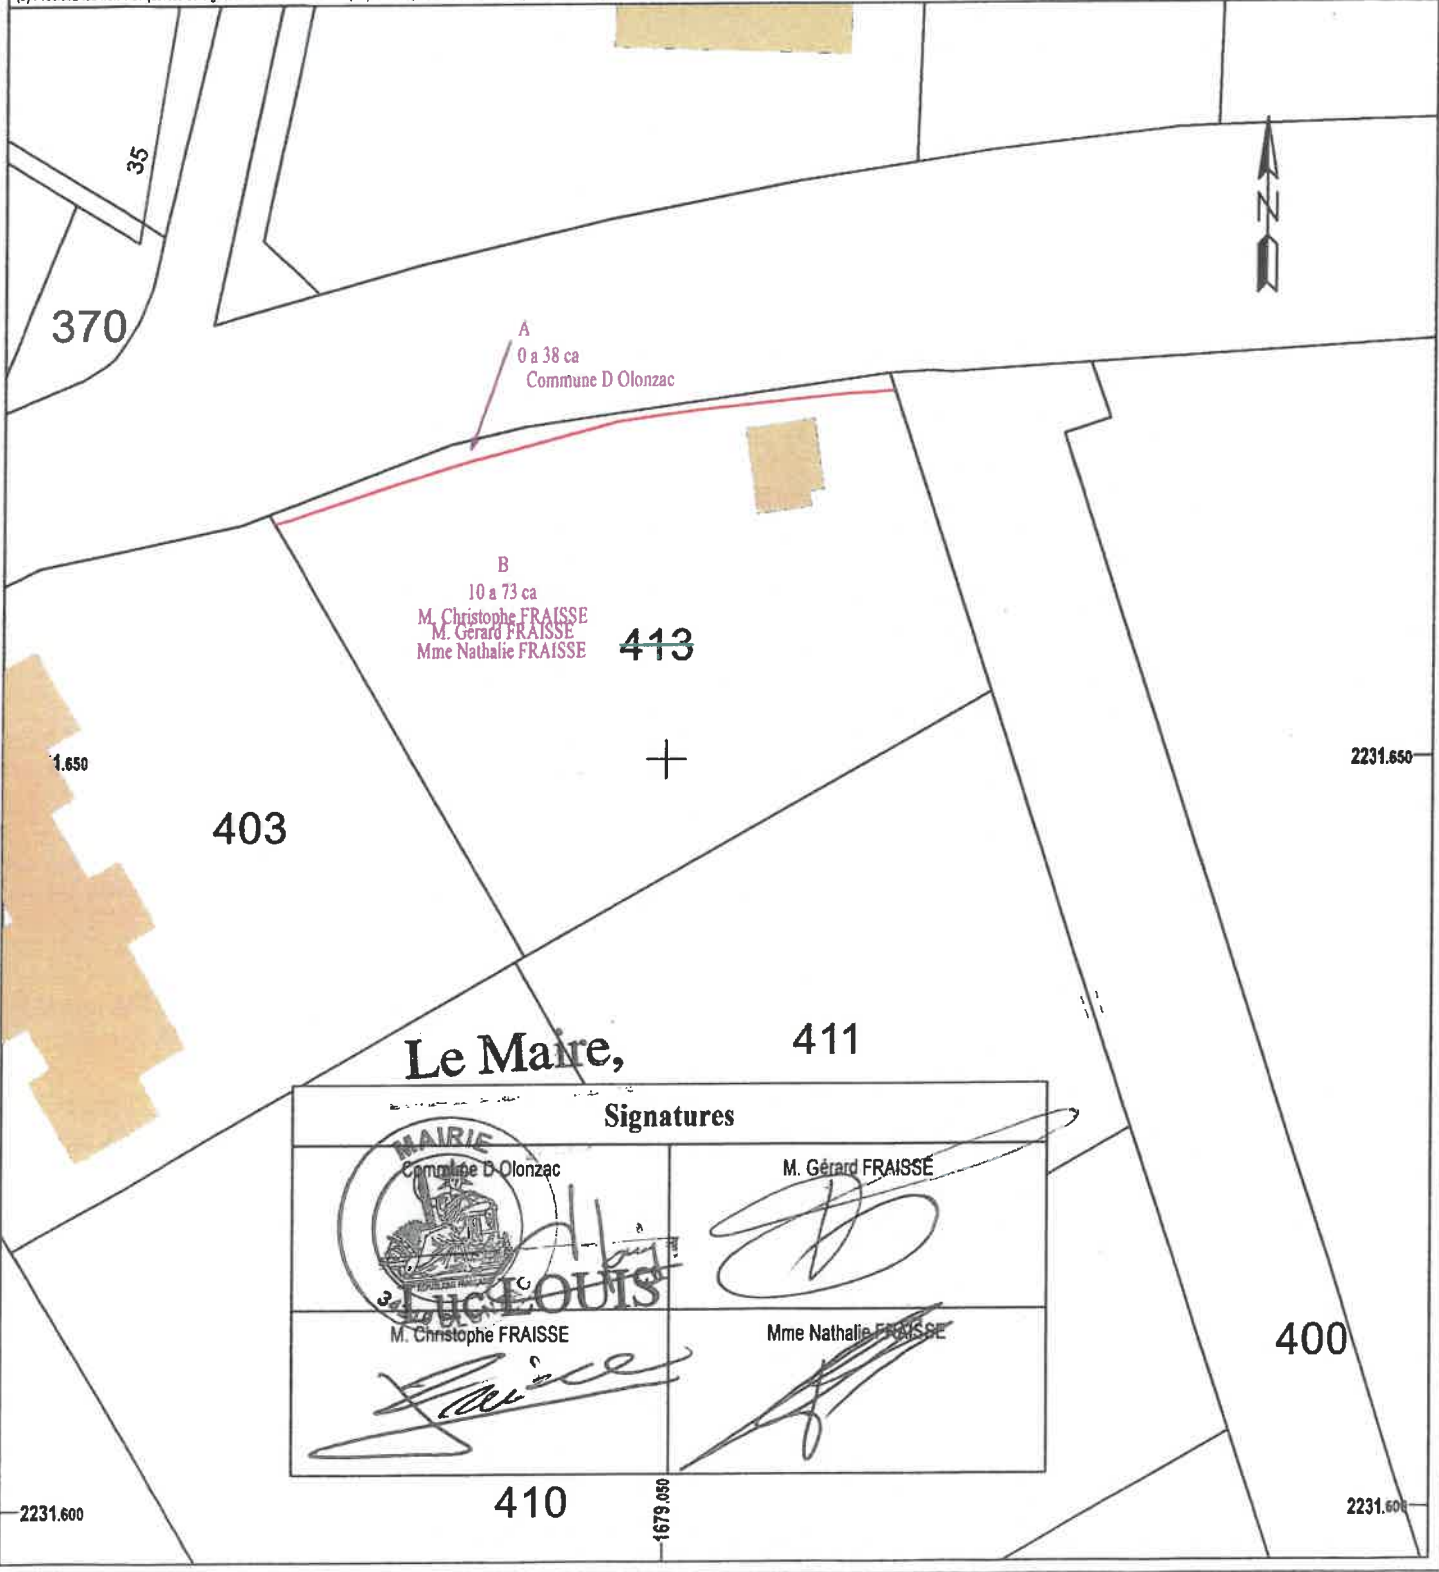 35
370
N
A
0 a 38 ca
Commune D Olonzac
B
10 a 73 ca
M. Christophe FRAISSE
M. Gérard FRAISSE
Mme Nathalie FRAISSE
413
1.650
2231.650
403
411
Le Maire,
Signatures
MAIRIE
Commune D Olonzac
M. Gérard FRAISSE
Luc LOUIS
M. Christophe FRAISSE
Mme Nathalie FRAISSE
400
410
2231.600
1679.050
2231.600